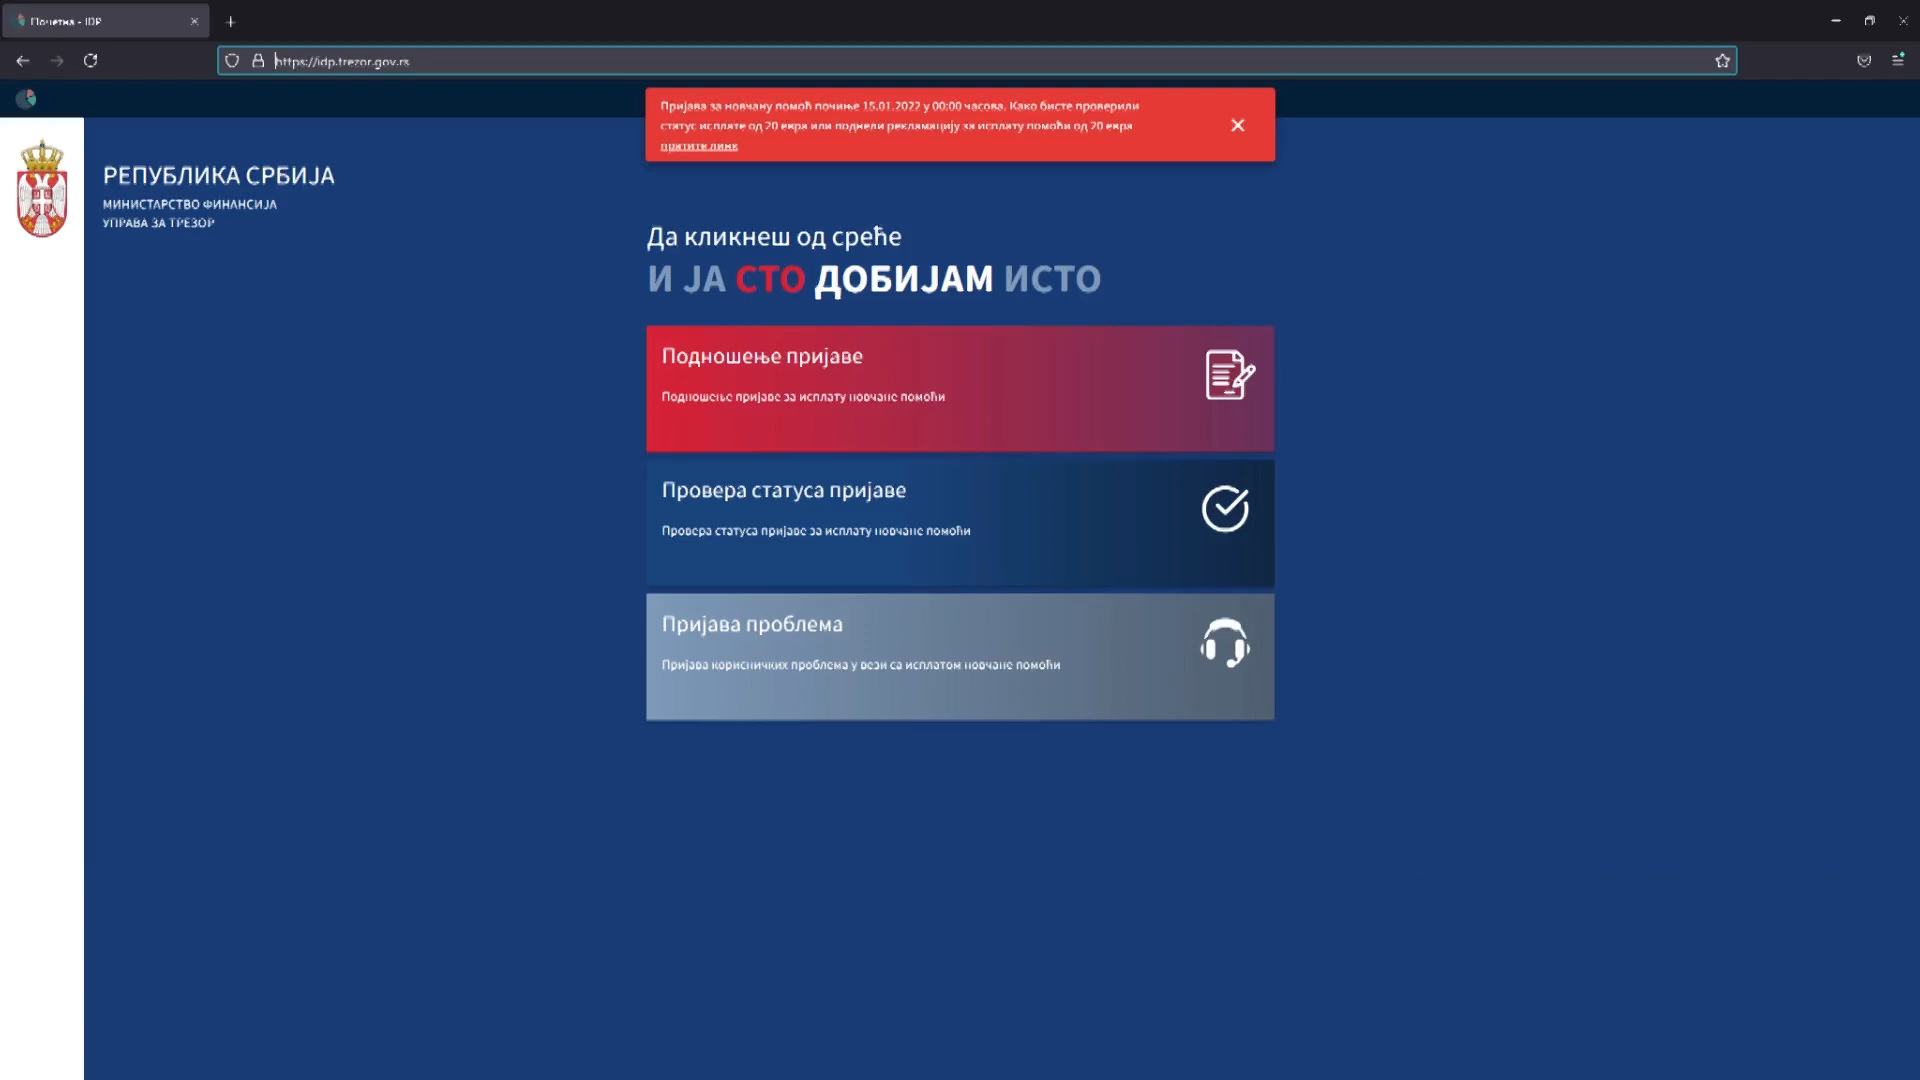 Почетна - IDP
https://idp.trezor.gov.rs
Пријава за новчану помоћ почиње 15.01.2022 у 00:00 часова. Како бисте проверили
статус исплате од 20 евра или поднели рекламацију за исплату помоћи од 20 евра
пратите линк
РЕПУБЛИКА СРБИЈА
МИНИСТАРСТВО ФИНАНСИЈА
УПРАВА ЗА ТРЕЗОР
Да кликнеш од среће
И ЈА СТО ДОБИЈАМ ИСТО
Подношење пријаве
Подношење пријаве за исплату новчане помоћи
Провера статуса пријаве
Провера статуса пријаве за исплату новчане помоћи
Пријава проблема
Пријава корисничких проблема у вези са исплатом новчане помоћи